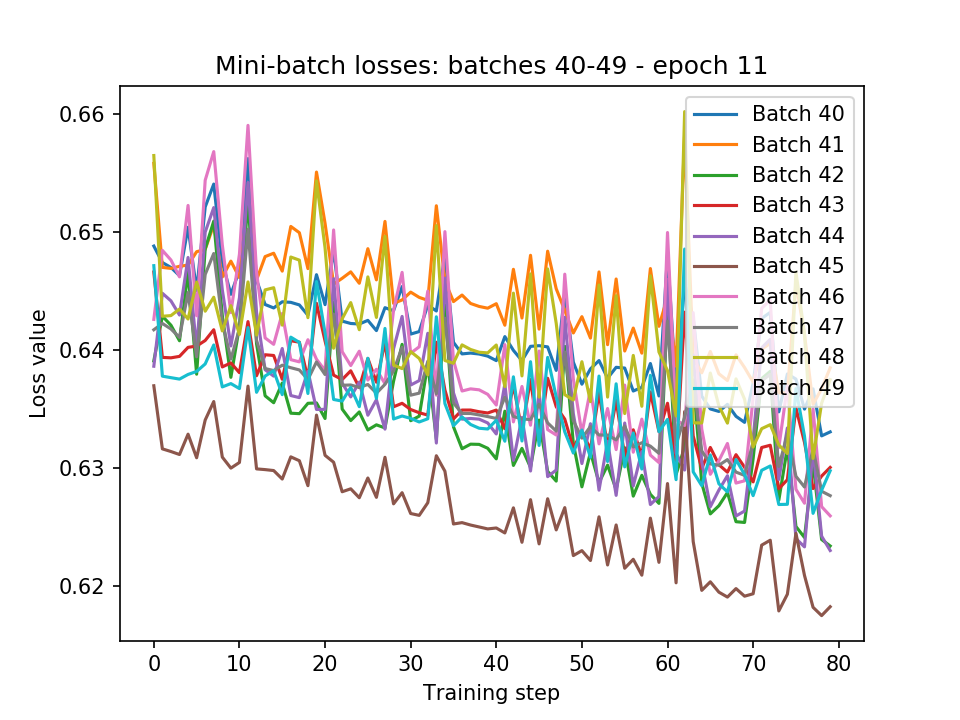 Mini-batch losses: batches 40-49 - epoch 11
0.66
0.65
0.64
0.63
0.62
Loss value
0
10
20
30
40
50
60
70
80
Training step
Batch 40
Batch 41
Batch 42
Batch 43
Batch 44
Batch 45
Batch 46
Batch 47
Batch 48
Batch 49